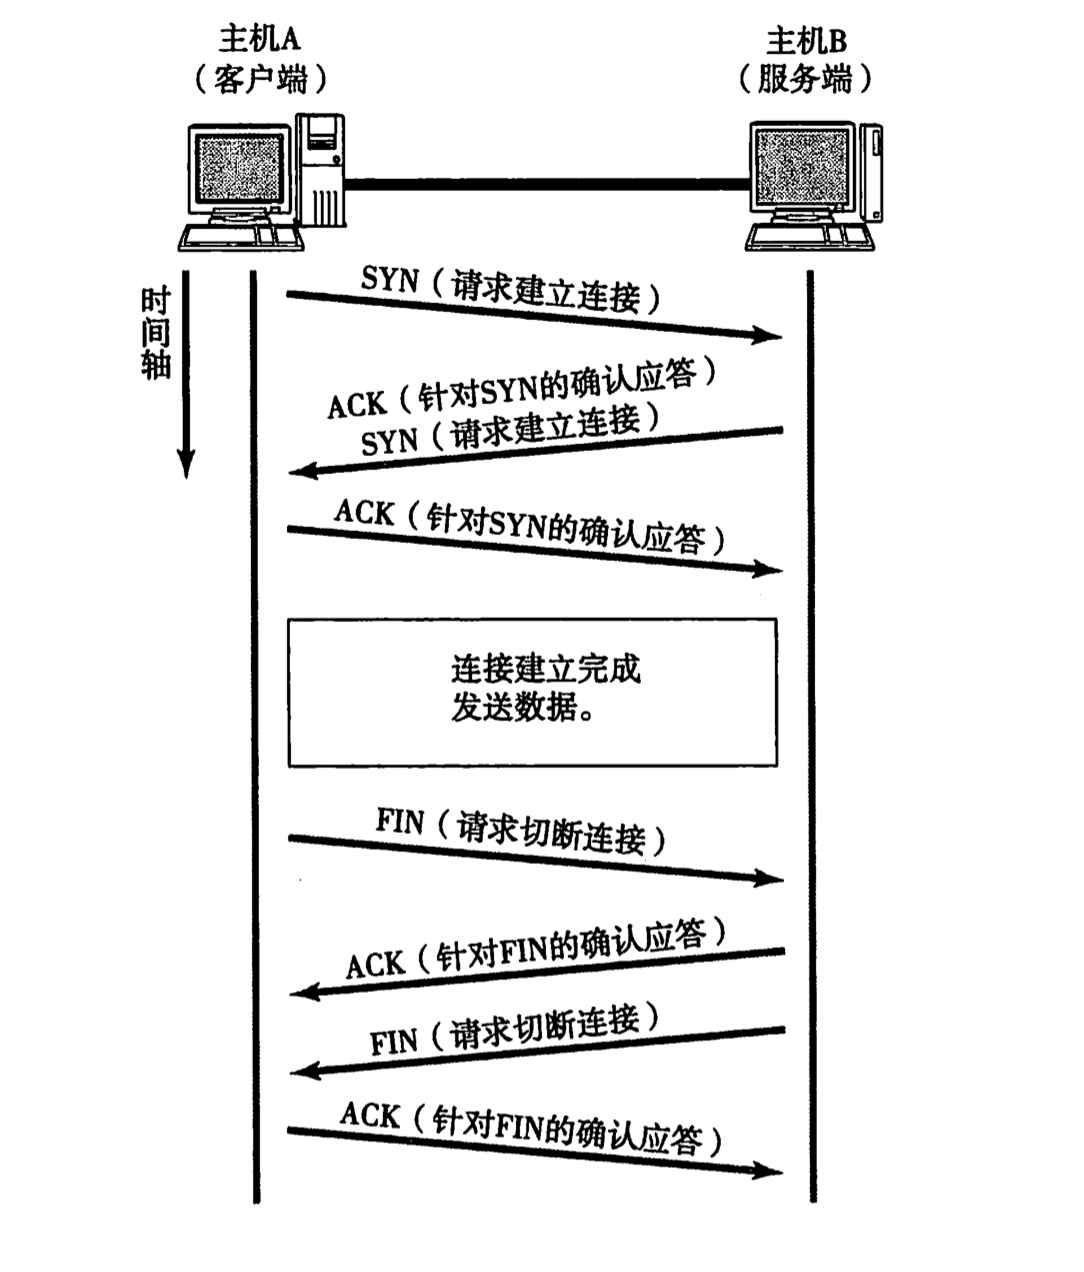 主机A
（客户端）
主机B
（服务端）
时间轴
SYN（请求建立连接）
ACK（针对SYN的确认应答）
SYN（请求建立连接）
ACK（针对SYN的确认应答）
连接建立完成
发送数据。
FIN（请求切断连接）
ACK（针对FIN的确认应答）
FIN（请求切断连接）
ACK（针对FIN的确认应答）